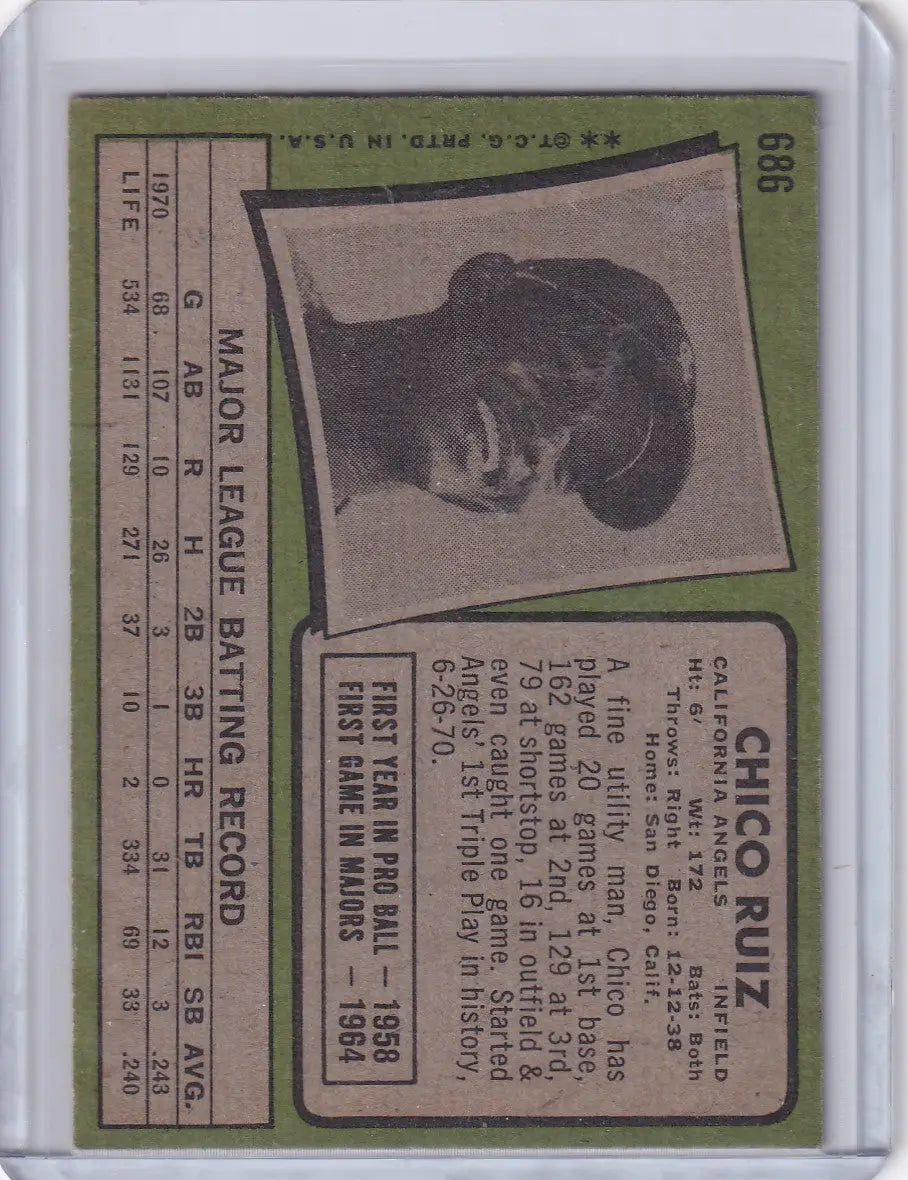 686
**©T.C.G. PRTD. IN U.S.A.
CHICO RUIZ
CALIFORNIA ANGELS INFIELD
Ht: 6' Wt: 172 Bats: Both
Throws: Right Born: 12-12-38
Home: San Diego, Calif.
A fine utility man, Chico has
played 20 games at 1st base,
162 games at 2nd, 129 at 3rd,
79 at shortstop, 16 in outfield &
even caught one game. Started
Angels' 1st Triple Play in history,
6-26-70.
FIRST YEAR IN PRO BALL — 1958
FIRST GAME IN MAJORS — 1964
MAJOR LEAGUE BATTING RECORD
G AB R H 2B 3B HR TB RBI SB AVG.
1970 68 107 10 26 3 1 0 31 12 3 .243
LIFE 534 1131 129 271 37 10 2 334 69 33 .240